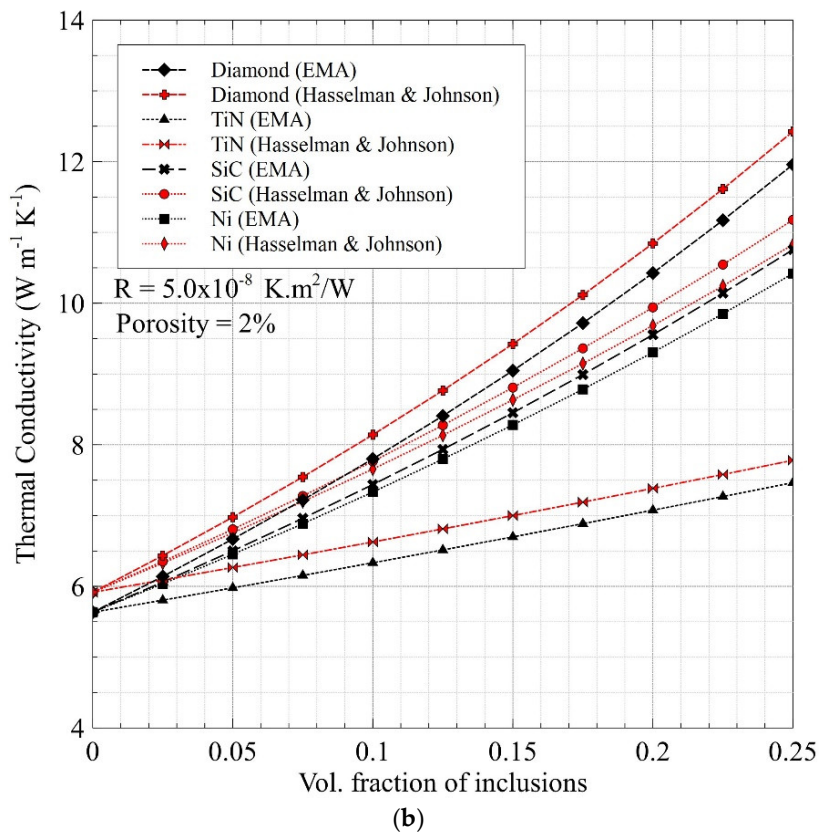 14
12
10
8
6
4
Thermal Conductivity (W m⁻¹ K⁻¹)
Diamond (EMA)
Diamond (Hasselman & Johnson)
TiN (EMA)
TiN (Hasselman & Johnson)
SiC (EMA)
SiC (Hasselman & Johnson)
Ni (EMA)
Ni (Hasselman & Johnson)
R = 5.0x10⁻⁸ K.m²/W
Porosity = 2%
0 0.05 0.1 0.15 0.2 0.25
Vol. fraction of inclusions
(b)